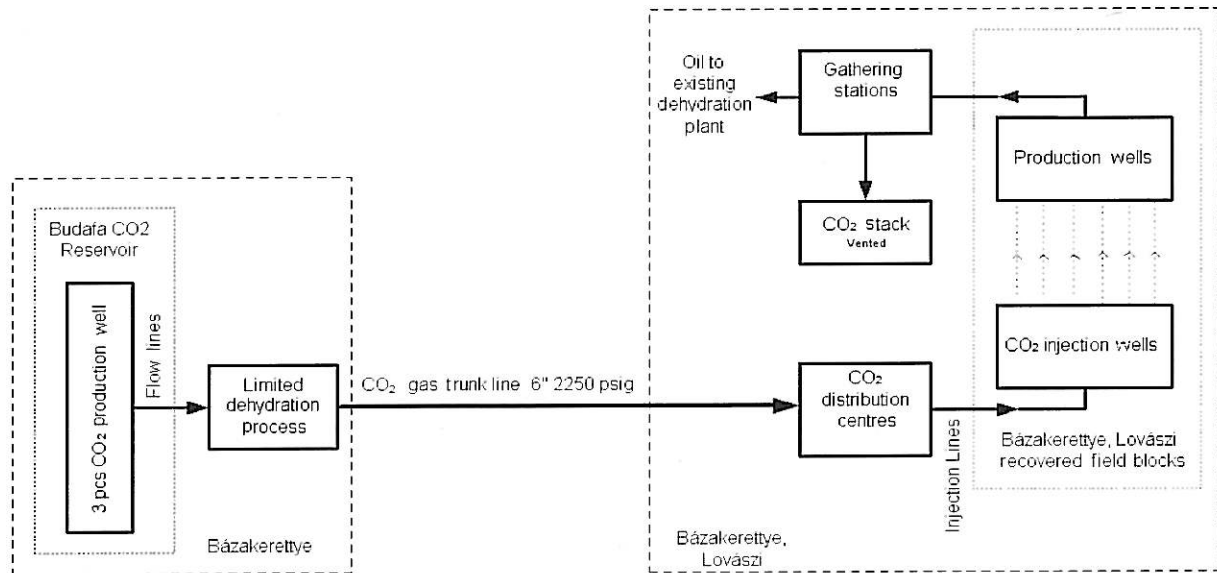 Budafa CO2
Reservoir
3 pcs CO₂ production well
Flow lines
Limited
dehydration
process
Bázakerettye
CO₂ gas trunk line 6" 2250 psig
Oil to
existing
dehydration
plant
Gathering
stations
CO₂ stack
Vented
Production wells
CO₂ injection wells
CO₂
distribution
centres
Injection Lines
Bázakerettye, Lovászi
recovered field blocks
Bázakerettye,
Lovászi